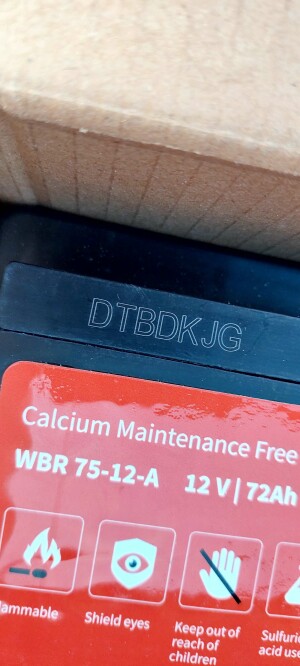 DTBDKJG
Calcium Maintenance Free
WBR 75-12-A 12 V | 72Ah
Shield eyes
Keep out of
reach of
children